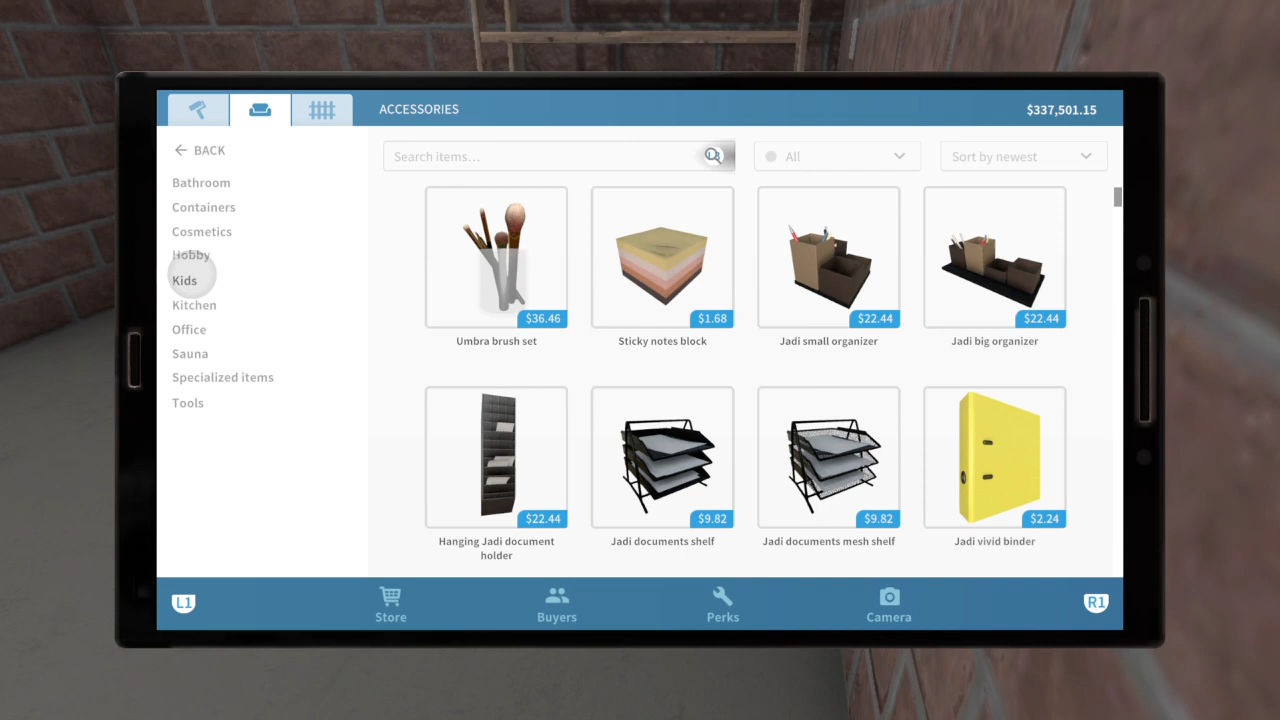 ACCESSORIES
$337,501.15
BACK
Search items...
All
Sort by newest
Bathroom
Containers
Cosmetics
Hobby
Kids
Kitchen
Office
Sauna
Specialized items
Tools
$36.46
$1.68
$22.44
$22.44
Umbra brush set
Sticky notes block
Jadi small organizer
Jadi big organizer
$22.44
$9.82
$9.82
$2.24
Hanging Jadi document
holder
Jadi documents shelf
Jadi documents mesh shelf
Jadi vivid binder
L1
Store
Buyers
Perks
Camera
R1